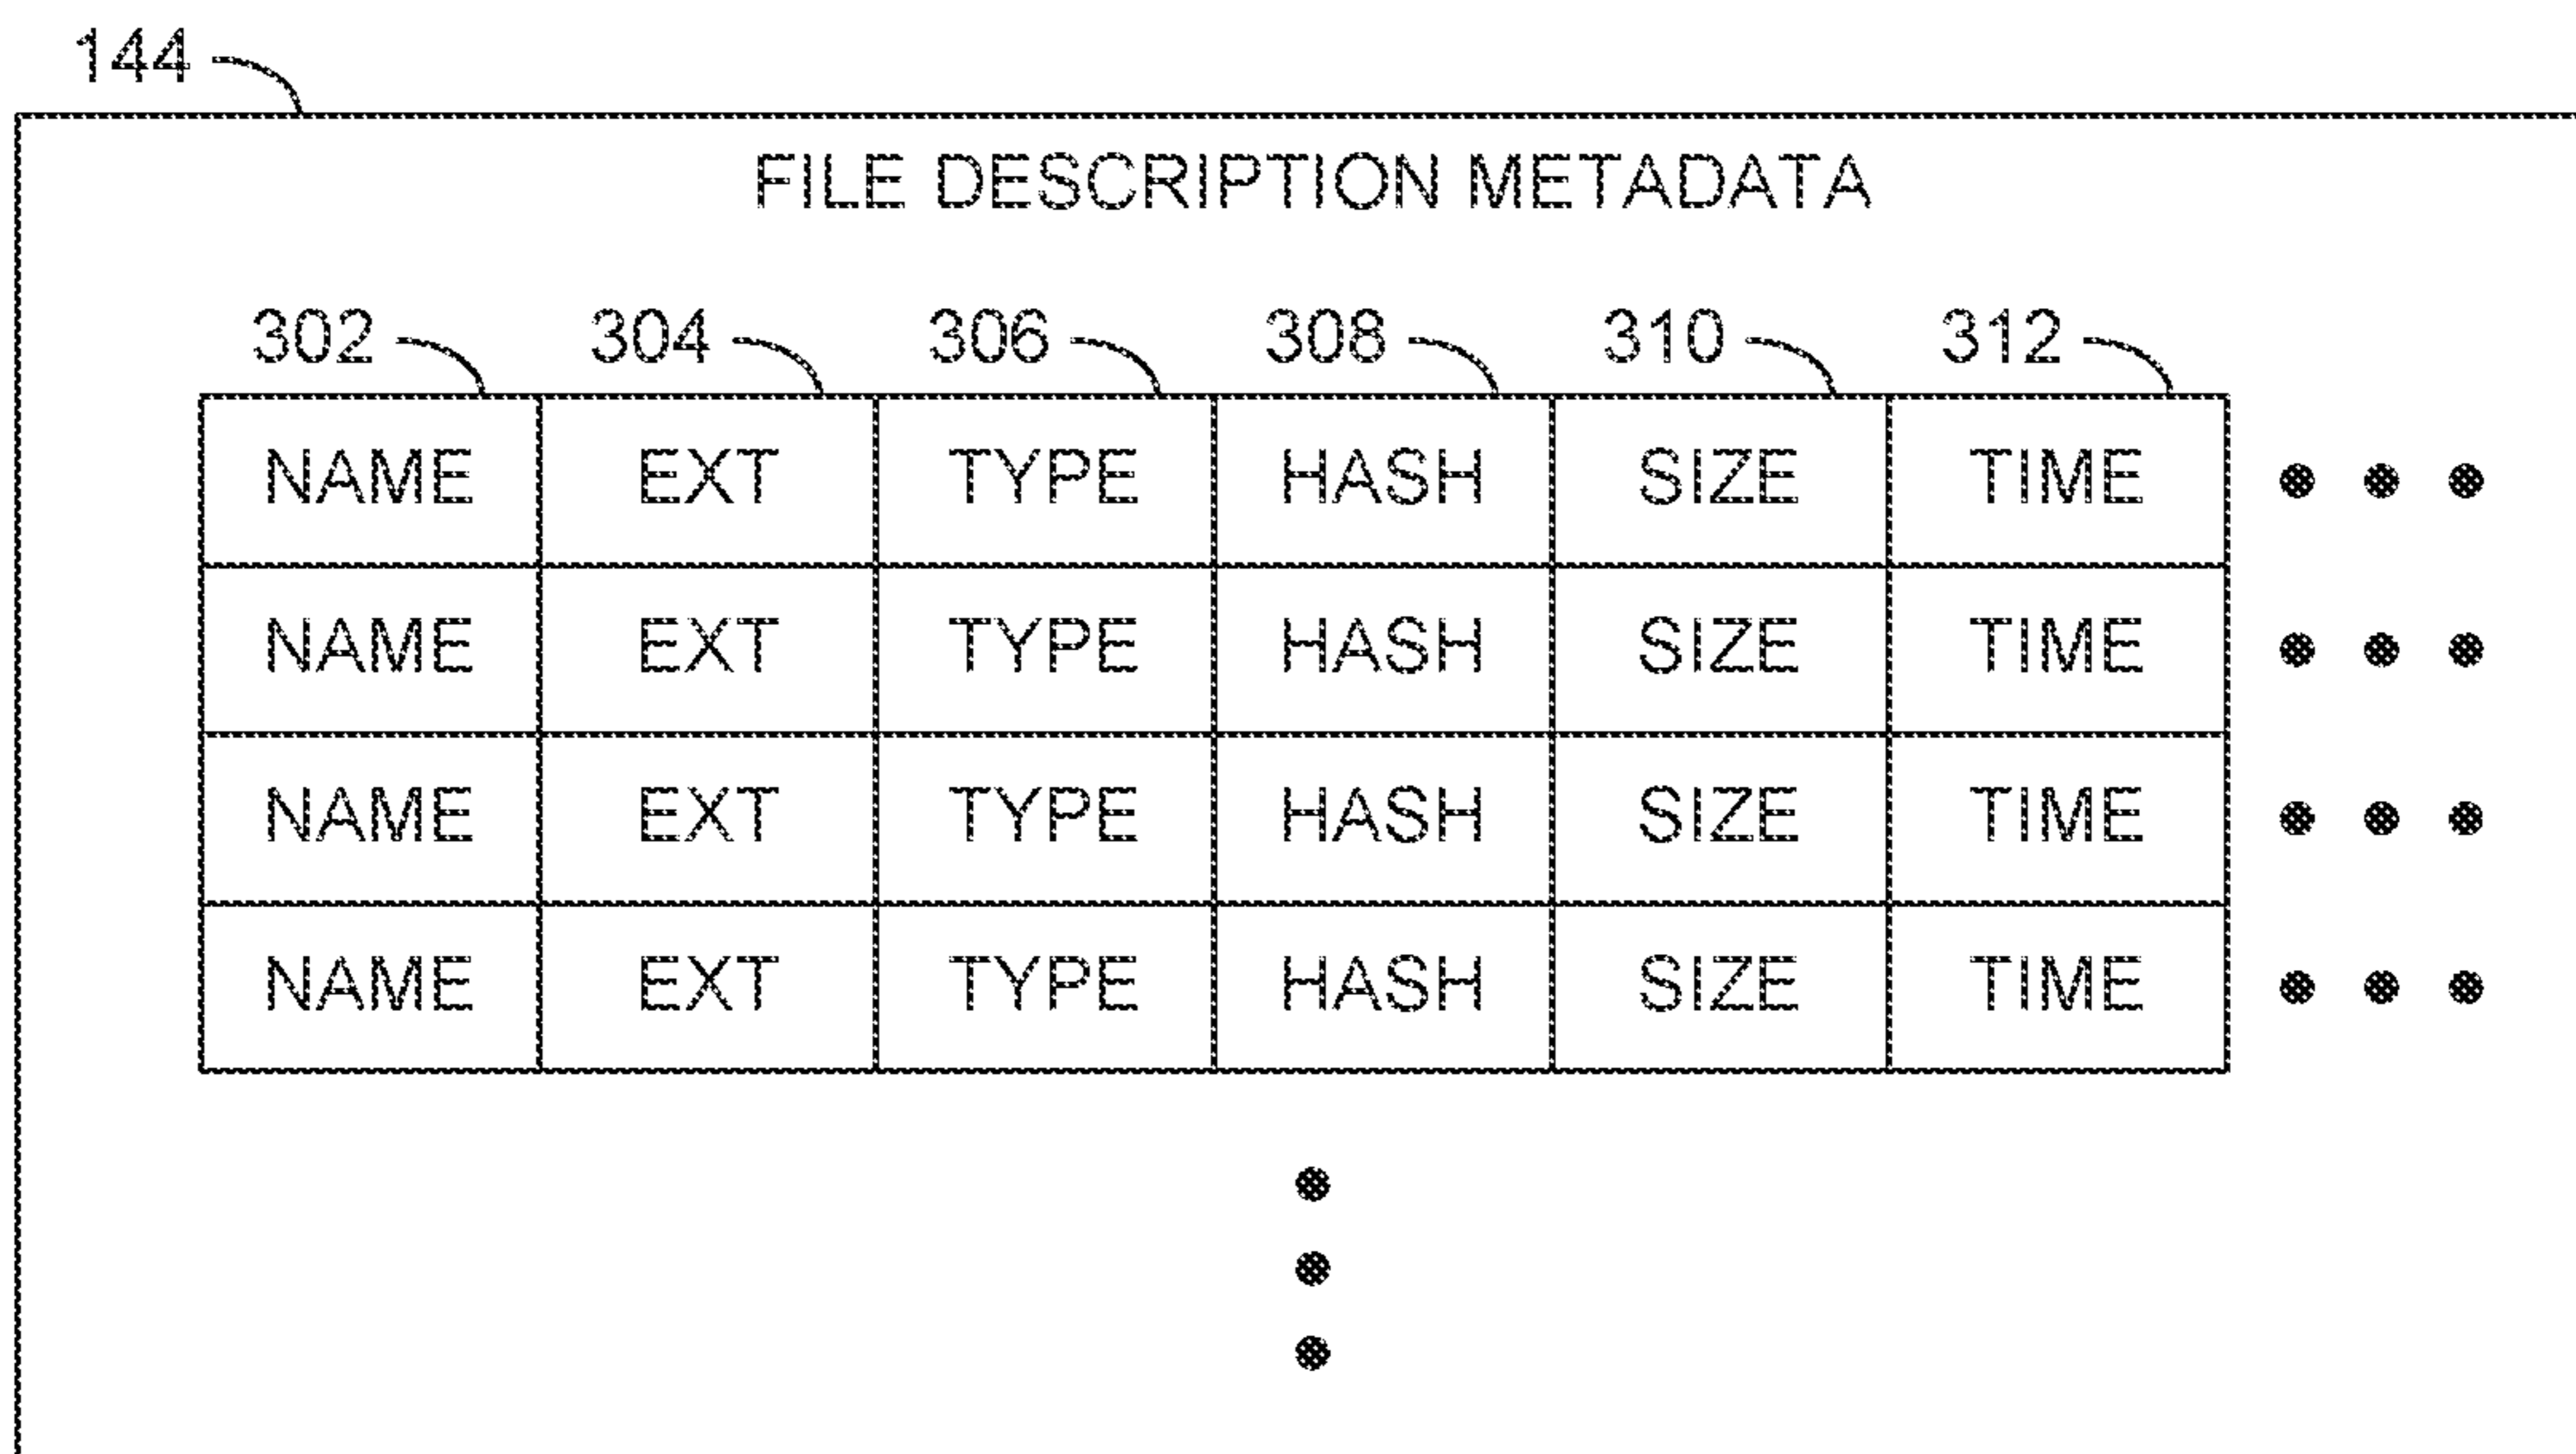 144
FILE DESCRIPTION METADATA
302 304 306 308 310 312
NAME EXT TYPE HASH SIZE TIME
NAME EXT TYPE HASH SIZE TIME
NAME EXT TYPE HASH SIZE TIME
NAME EXT TYPE HASH SIZE TIME